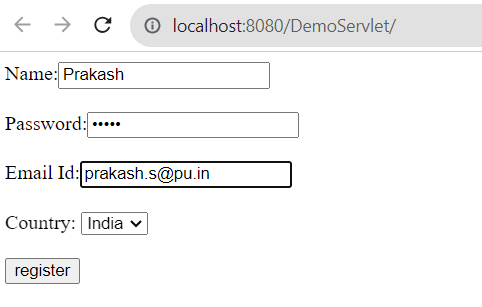 localhost:8080/DemoServlet/
Name: Prakash
Password: •••••
Email Id: prakash.s@pu.in
Country: India
register